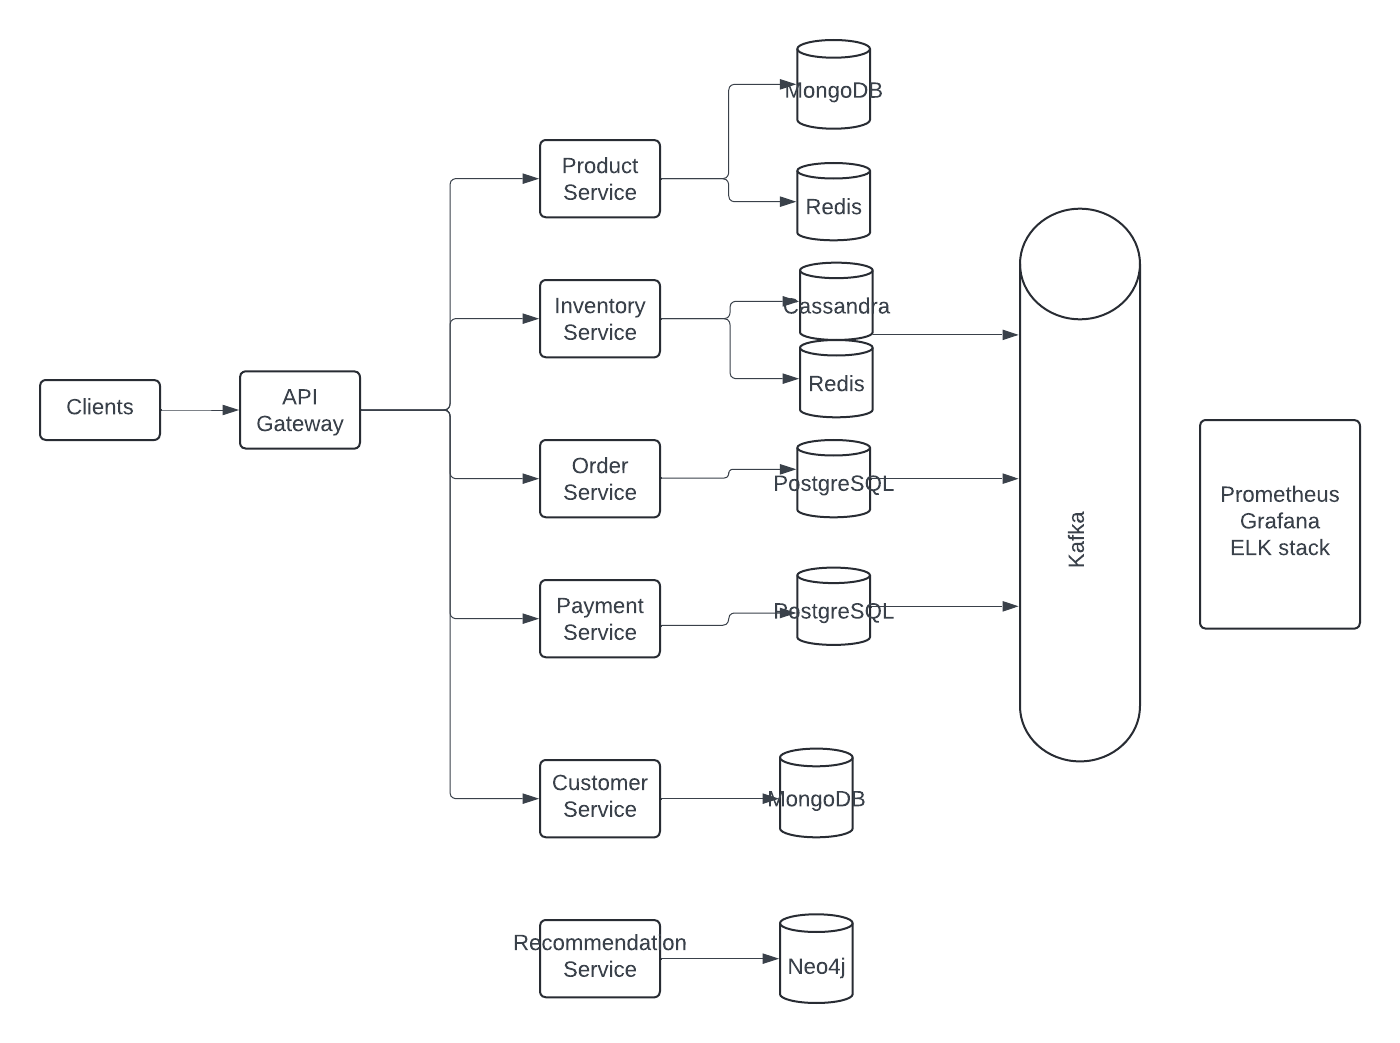 MongoDB
Product
Service
Redis
Inventory
Service
Cassandra
Redis
Clients
API
Gateway
Order
Service
PostgreSQL
Kafka
Prometheus
Grafana
ELK stack
Payment
Service
PostgreSQL
Customer
Service
MongoDB
Recommendation
Service
Neo4j